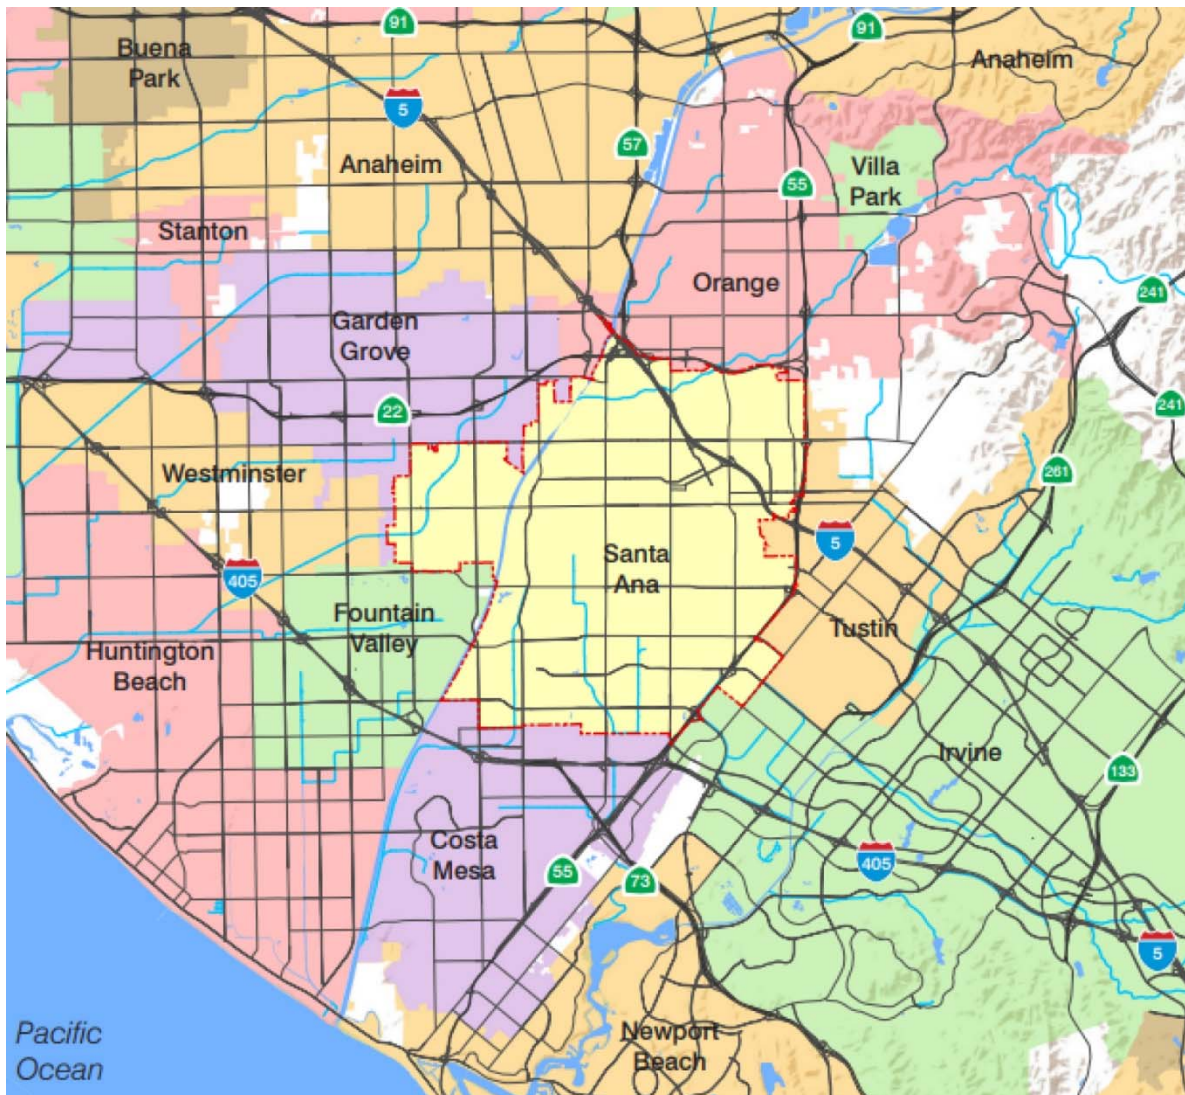 91
91
Buena
Park
Anaheim
5
57
Anaheim
Villa
Park
55
Stanton
Orange
241
Garden
Grove
22
241
Westminster
261
5
Santa
Ana
405
Fountain
Valley
Tustin
Huntington
Beach
Irvine
133
Costa
Mesa
405
55
73
5
Pacific
Ocean
Newport
Beach